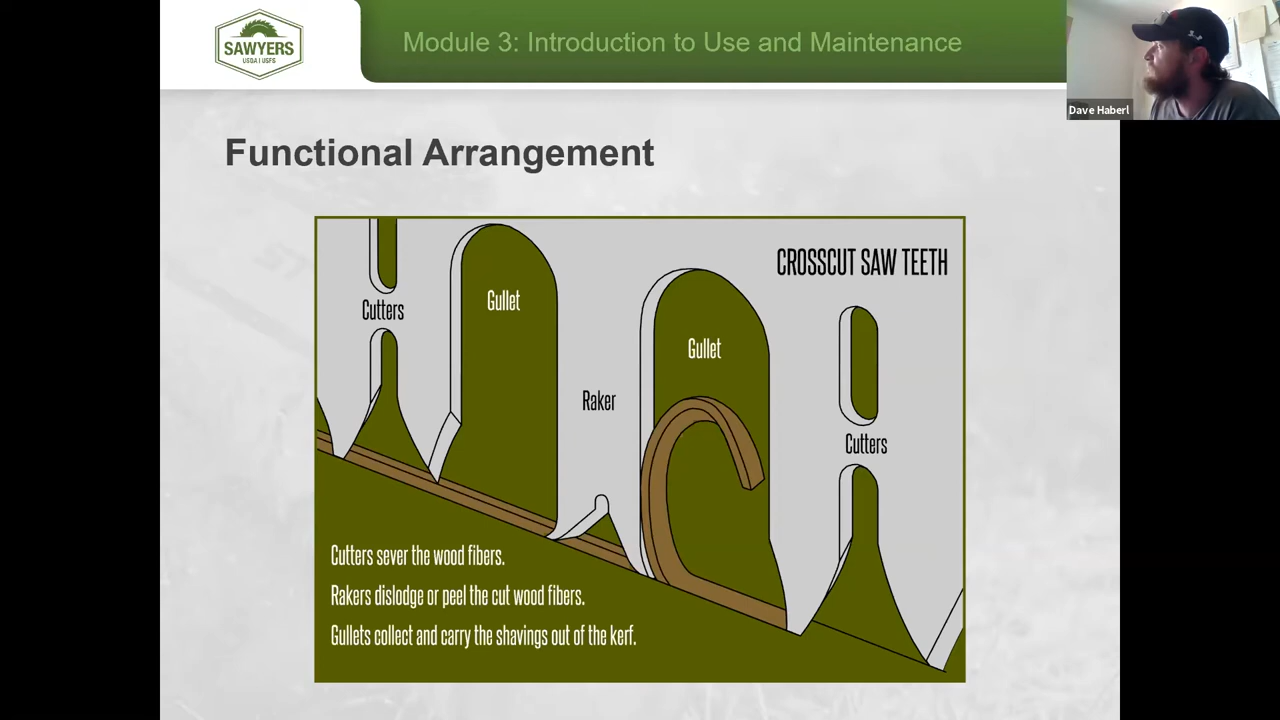 SAWYERS
USDA | USFS
Module 3: Introduction to Use and Maintenance
Dave Haberl
Functional Arrangement
CROSSCUT SAW TEETH
Cutters
Gullet
Gullet
Raker
Cutters
Cutters sever the wood fibers.
Rakers dislodge or peel the cut wood fibers.
Gullets collect and carry the shavings out of the kerf.